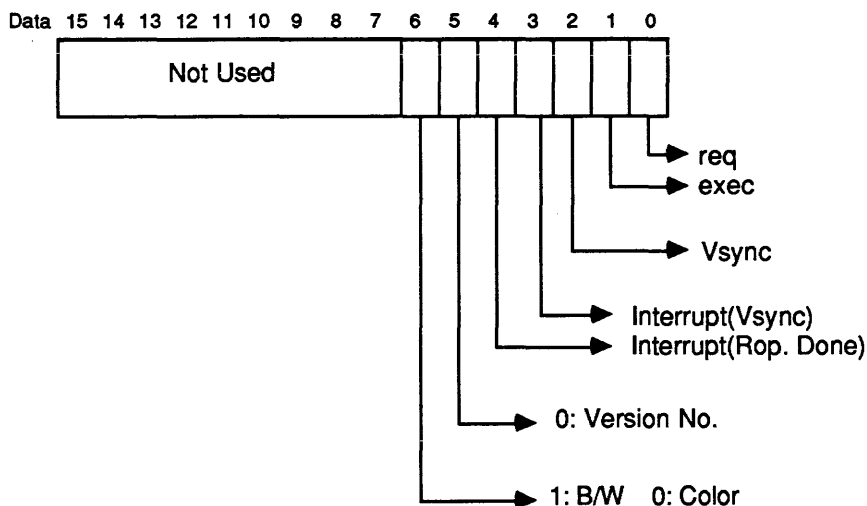 Data 15 14 13 12 11 10 9 8 7 6 5 4 3 2 1 0
Not Used
req
exec
Vsync
Interrupt(Vsync)
Interrupt(Rop. Done)
0: Version No.
1: B/W 0: Color